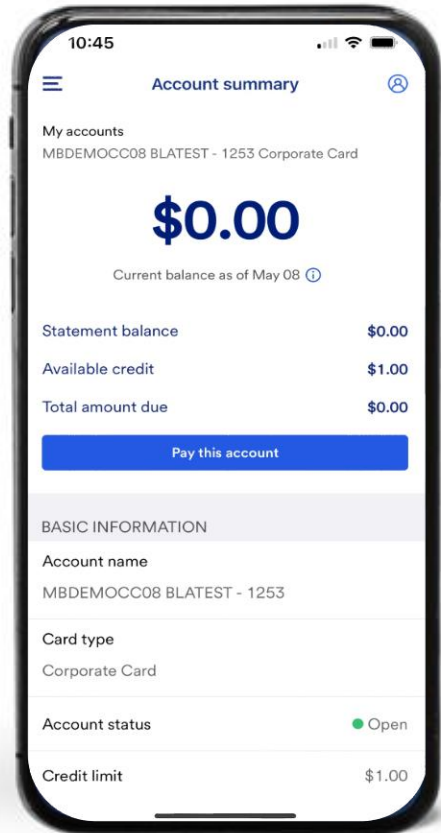 10:45
Account summary
My accounts
MBDEMOCC08 BLATEST - 1253 Corporate Card
$0.00
Current balance as of May 08
Statement balance $0.00
Available credit $1.00
Total amount due $0.00
Pay this account
BASIC INFORMATION
Account name
MBDEMOCC08 BLATEST - 1253
Card type
Corporate Card
Account status Open
Credit limit $1.00